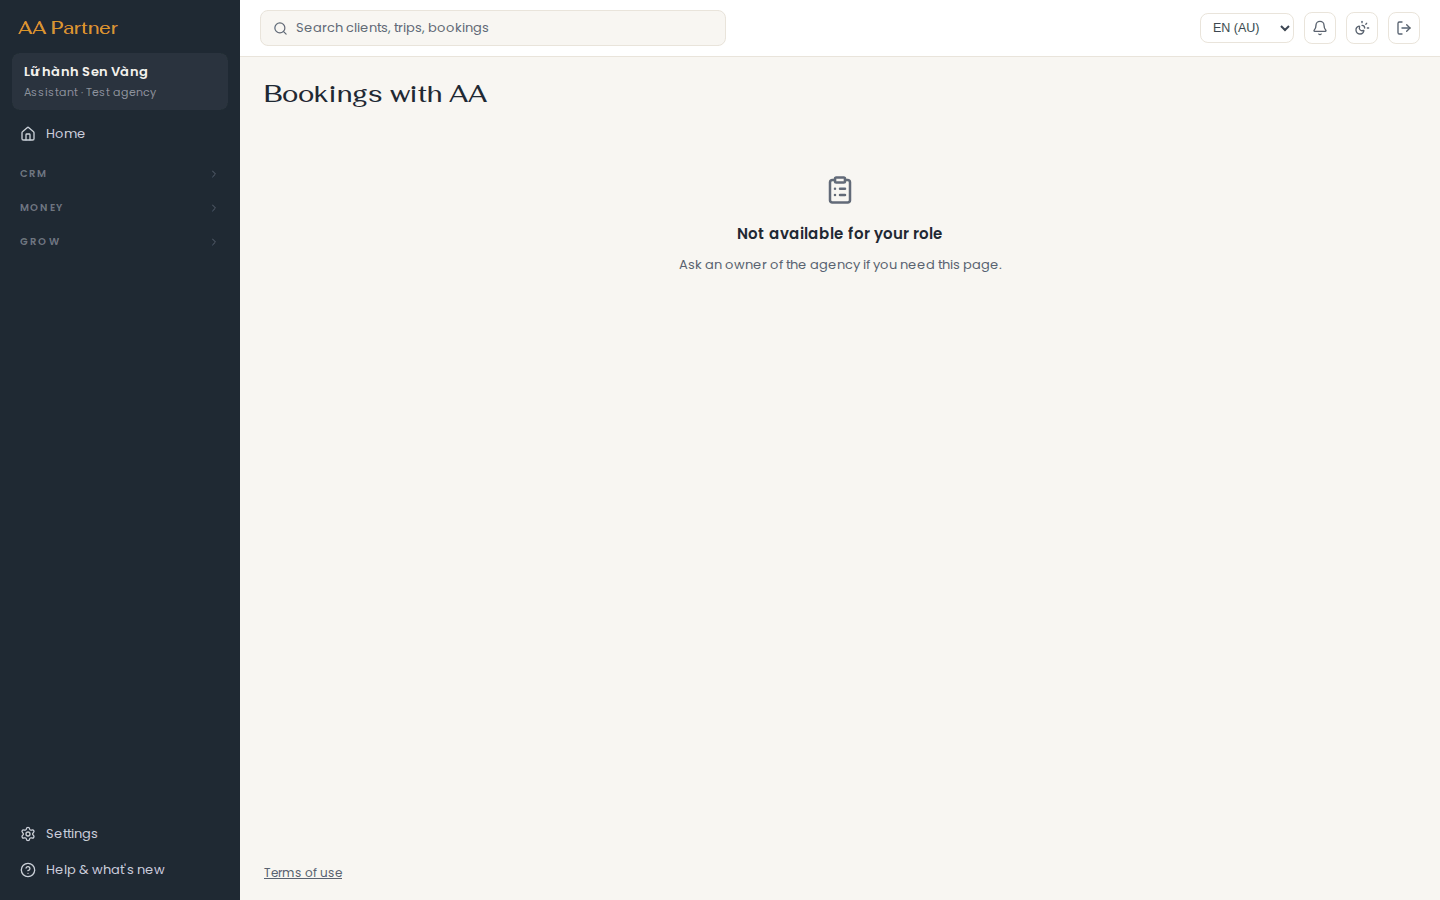 AA Partner
Lữ hành Sen Vàng
Assistant · Test agency
Home
CRM
MONEY
GROW
Settings
Help & what's new
Search clients, trips, bookings
EN (AU)
Bookings with AA
Not available for your role
Ask an owner of the agency if you need this page.
Terms of use